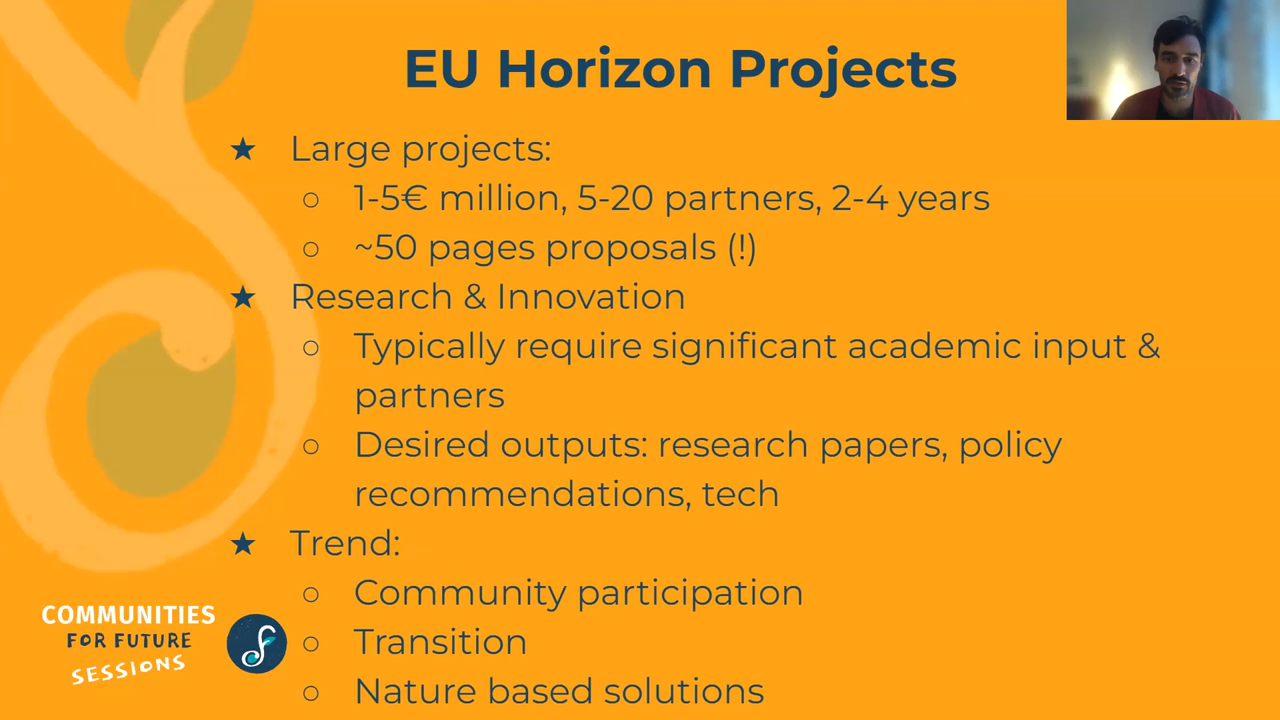 EU Horizon Projects
★ Large projects:
○ 1-5€ million, 5-20 partners, 2-4 years
○ ~50 pages proposals (!)
★ Research & Innovation
○ Typically require significant academic input &
partners
○ Desired outputs: research papers, policy
recommendations, tech
★ Trend:
○ Community participation
○ Transition
○ Nature based solutions
COMMUNITIES
FOR FUTURE
SESSIONS